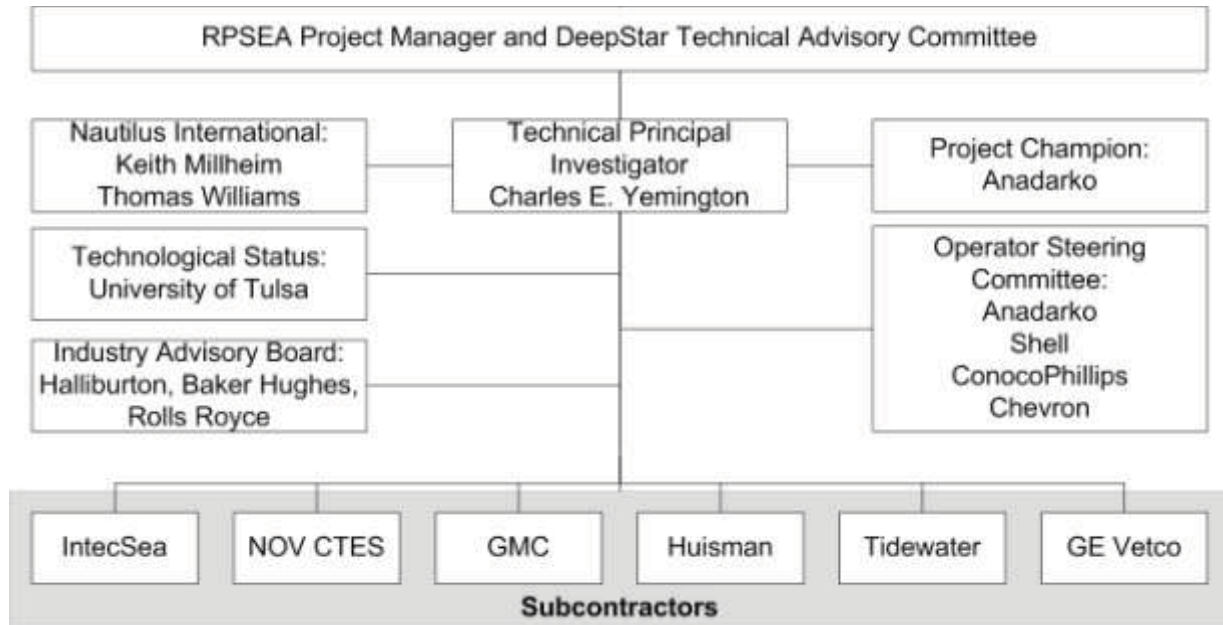 RPSEA Project Manager and DeepStar Technical Advisory Committee
Nautilus International:
Keith Millheim
Thomas Williams
Technical Principal
Investigator
Charles E. Yemington
Project Champion:
Anadarko
Technological Status:
University of Tulsa
Operator Steering
Committee:
Anadarko
Shell
ConocoPhillips
Chevron
Industry Advisory Board:
Halliburton, Baker Hughes,
Rolls Royce
IntecSea
NOV CTES
GMC
Huisman
Tidewater
GE Vetco
Subcontractors